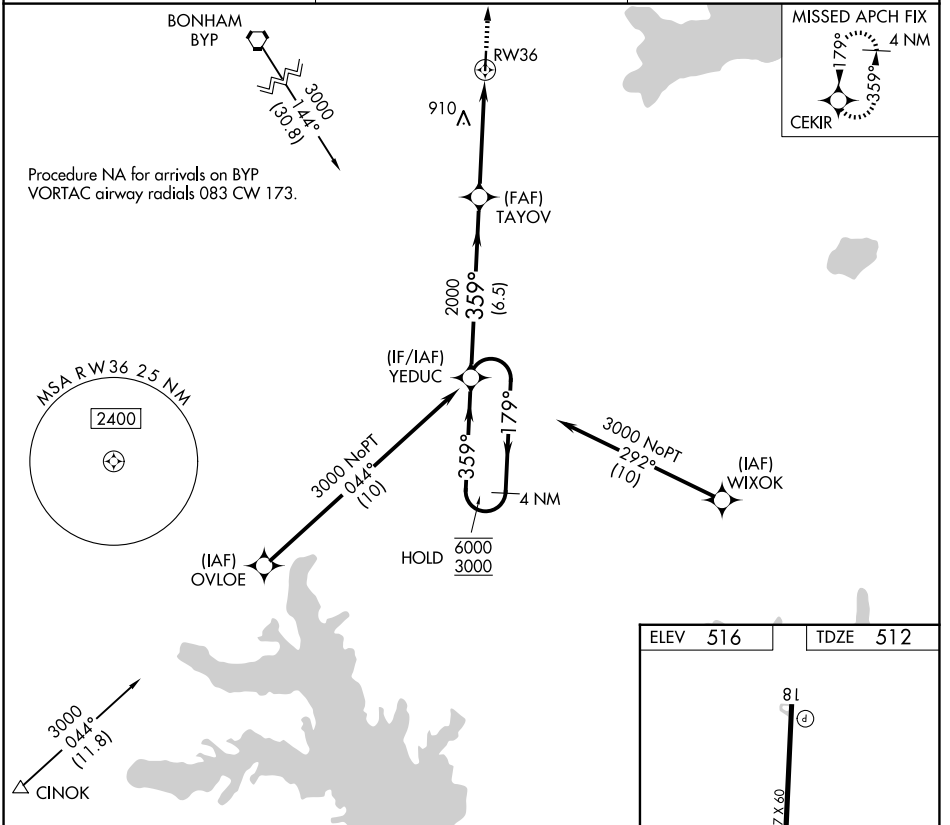 BONHAM
BYP
3000
144°
(30.8)
Procedure NA for arrivals on BYP
VORTAC airway radials 083 CW 173.
RW36
910
(FAF)
TAYOV
2000
359°
(6.5)
MISSED APCH FIX
4 NM
179°
359°
CEKIR
(IF/IAF)
YEDUC
MSA RW36 25 NM
2400
3000 NoPT
044°
(10)
359°
179°
4 NM
HOLD
6000
3000
3000 NoPT
292°
(10)
(IAF)
WIXOK
(IAF)
OVLOE
3000
044°
(11.8)
CINOK
ELEV 516
TDZE 512
18
P
7 X 60